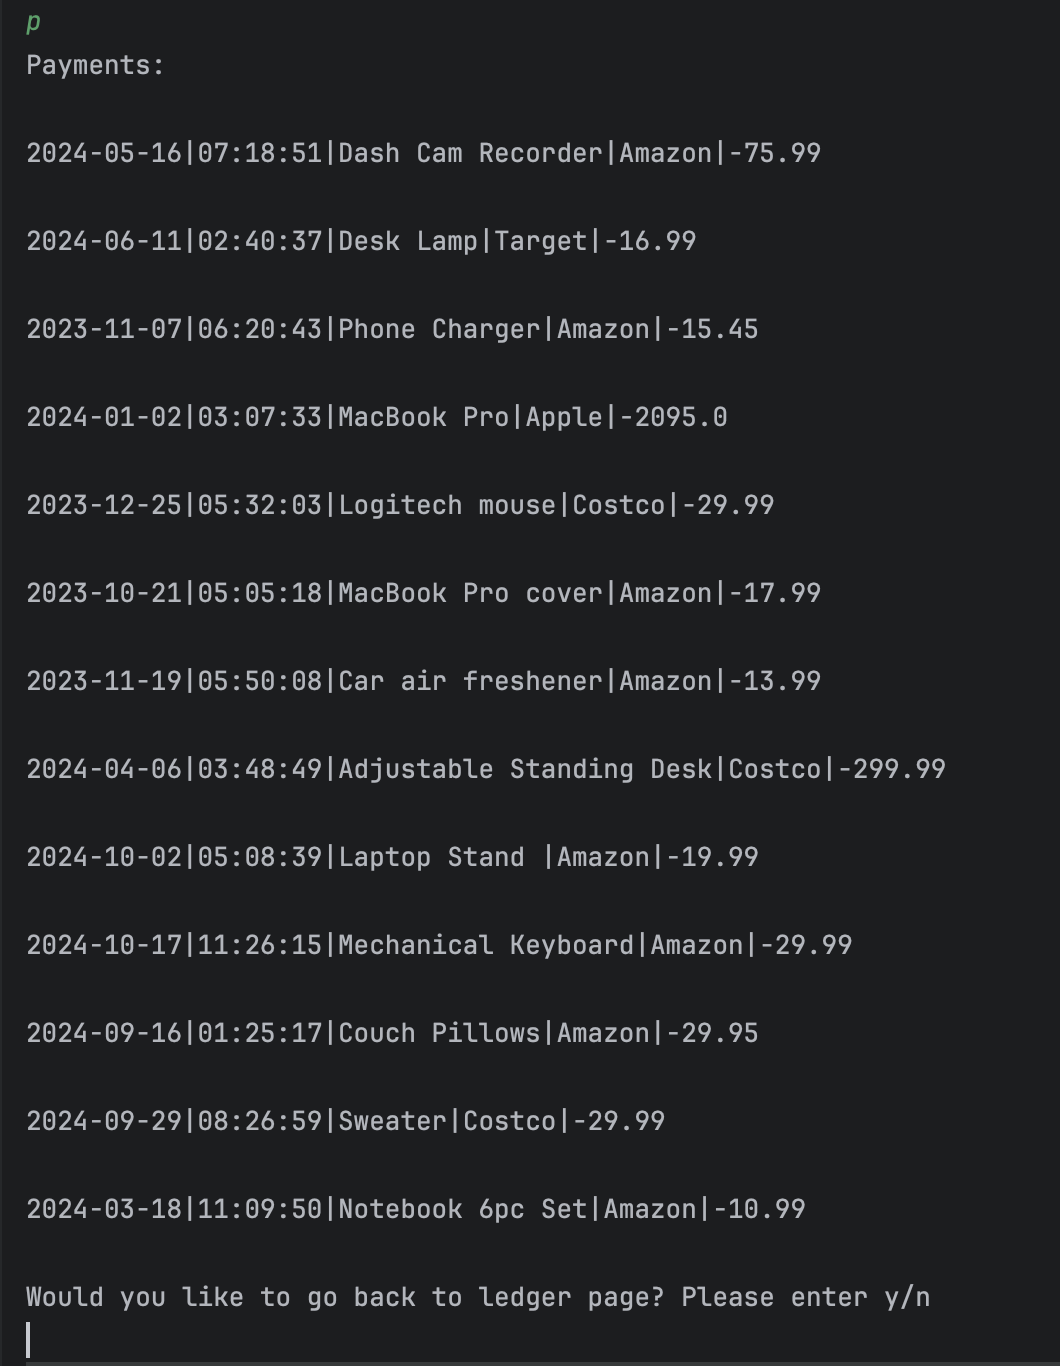 p
Payments:
2024-05-16|07:18:51|Dash Cam Recorder|Amazon|-75.99
2024-06-11|02:40:37|Desk Lamp|Target|-16.99
2023-11-07|06:20:43|Phone Charger|Amazon|-15.45
2024-01-02|03:07:33|MacBook Pro|Apple|-2095.0
2023-12-25|05:32:03|Logitech mouse|Costco|-29.99
2023-10-21|05:05:18|MacBook Pro cover|Amazon|-17.99
2023-11-19|05:50:08|Car air freshener|Amazon|-13.99
2024-04-06|03:48:49|Adjustable Standing Desk|Costco|-299.99
2024-10-02|05:08:39|Laptop Stand |Amazon|-19.99
2024-10-17|11:26:15|Mechanical Keyboard|Amazon|-29.99
2024-09-16|01:25:17|Couch Pillows|Amazon|-29.95
2024-09-29|08:26:59|Sweater|Costco|-29.99
2024-03-18|11:09:50|Notebook 6pc Set|Amazon|-10.99
Would you like to go back to ledger page? Please enter y/n